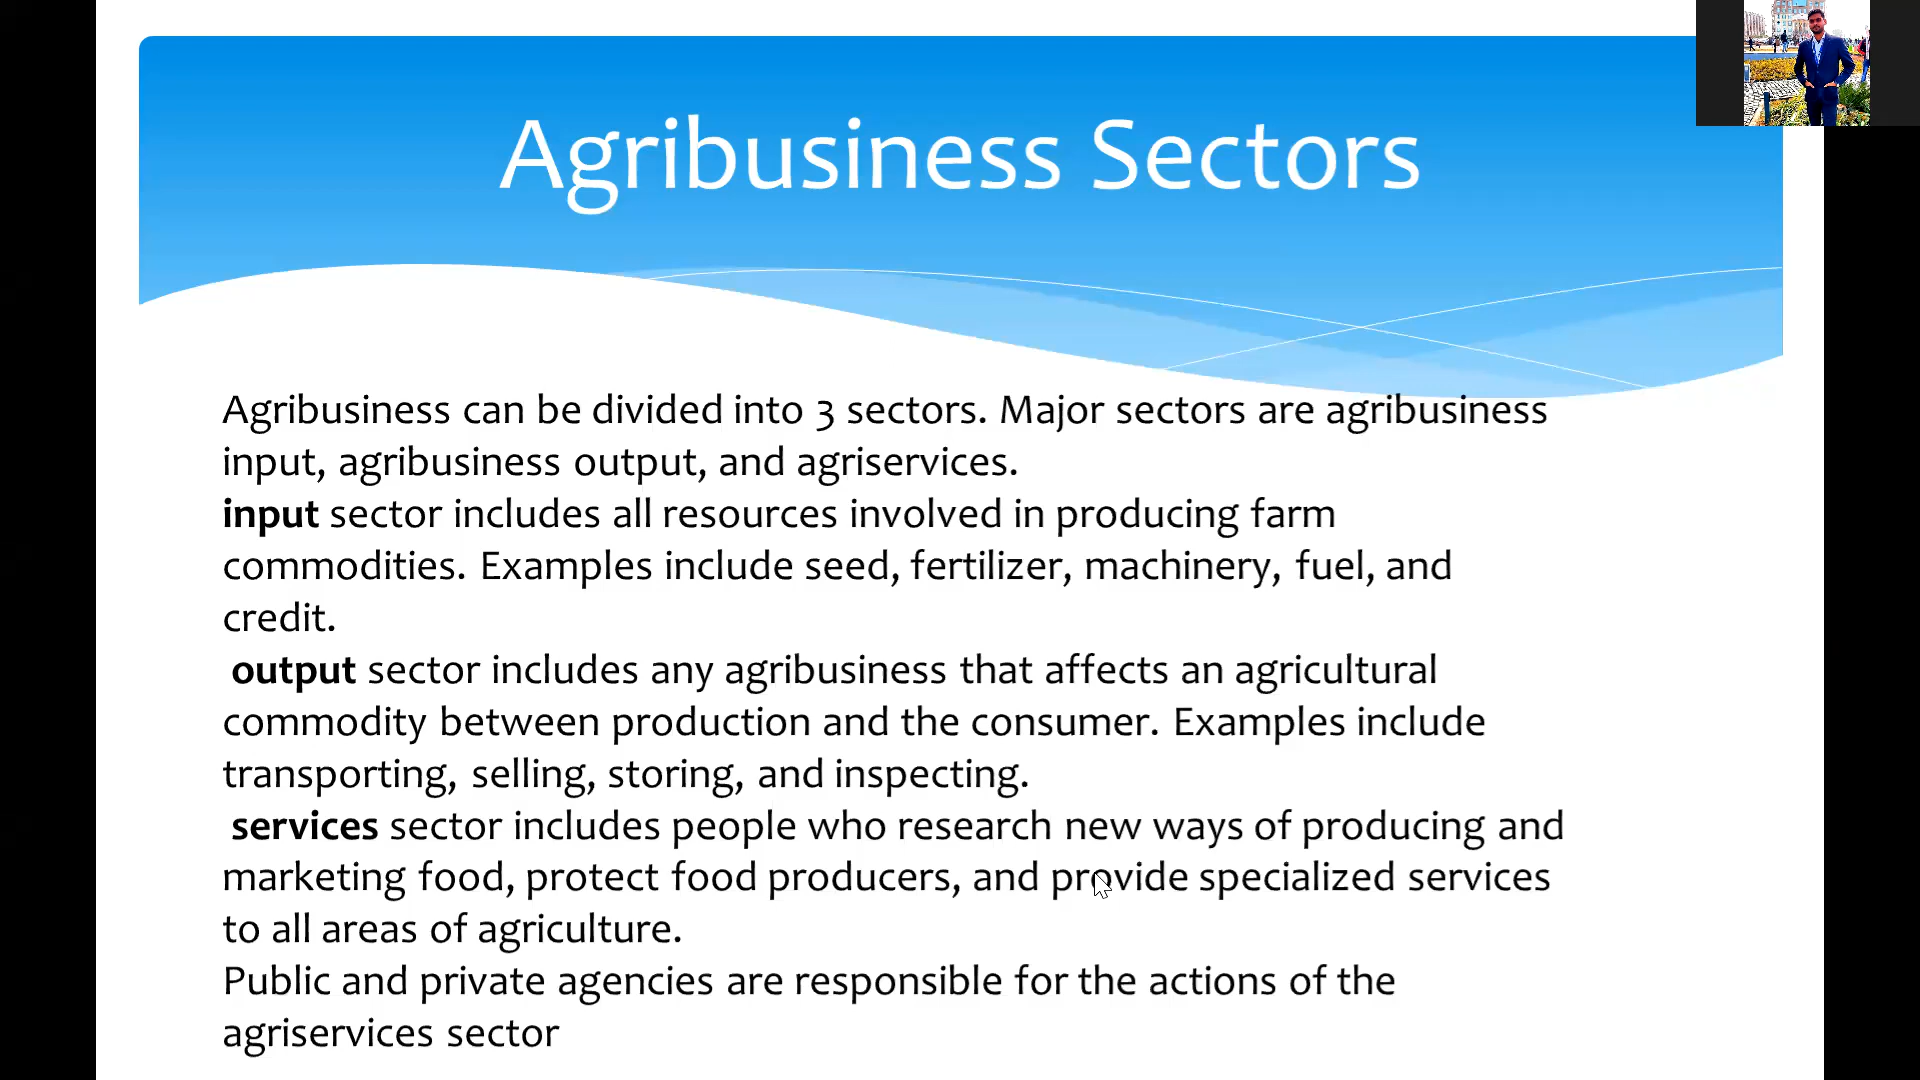 Agribusiness Sectors
Agribusiness can be divided into 3 sectors. Major sectors are agribusiness
input, agribusiness output, and agriservices.
input sector includes all resources involved in producing farm
commodities. Examples include seed, fertilizer, machinery, fuel, and
credit.
output sector includes any agribusiness that affects an agricultural
commodity between production and the consumer. Examples include
transporting, selling, storing, and inspecting.
services sector includes people who research new ways of producing and
marketing food, protect food producers, and provide specialized services
to all areas of agriculture.
Public and private agencies are responsible for the actions of the
agriservices sector